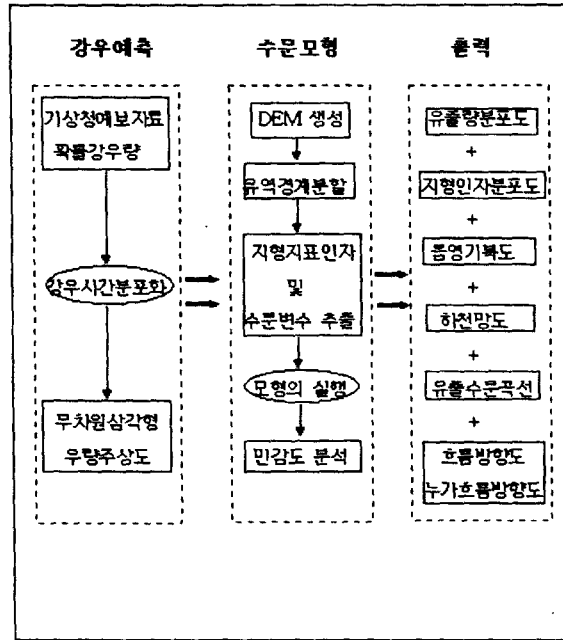 강우예측
기상청예보자료
확률강우량
강우시간분포화
무차원삼각형
우량주상도
수문모형
DEM 생성
유역경계분할
지형지표인자
및
수문변수 추출
모형의 실행
민감도 분석
출력
유출량분포도
+
지형인자분포도
+
음영기복도
+
하천망도
+
유출수문곡선
+
흐름방향도
누가흐름방향도